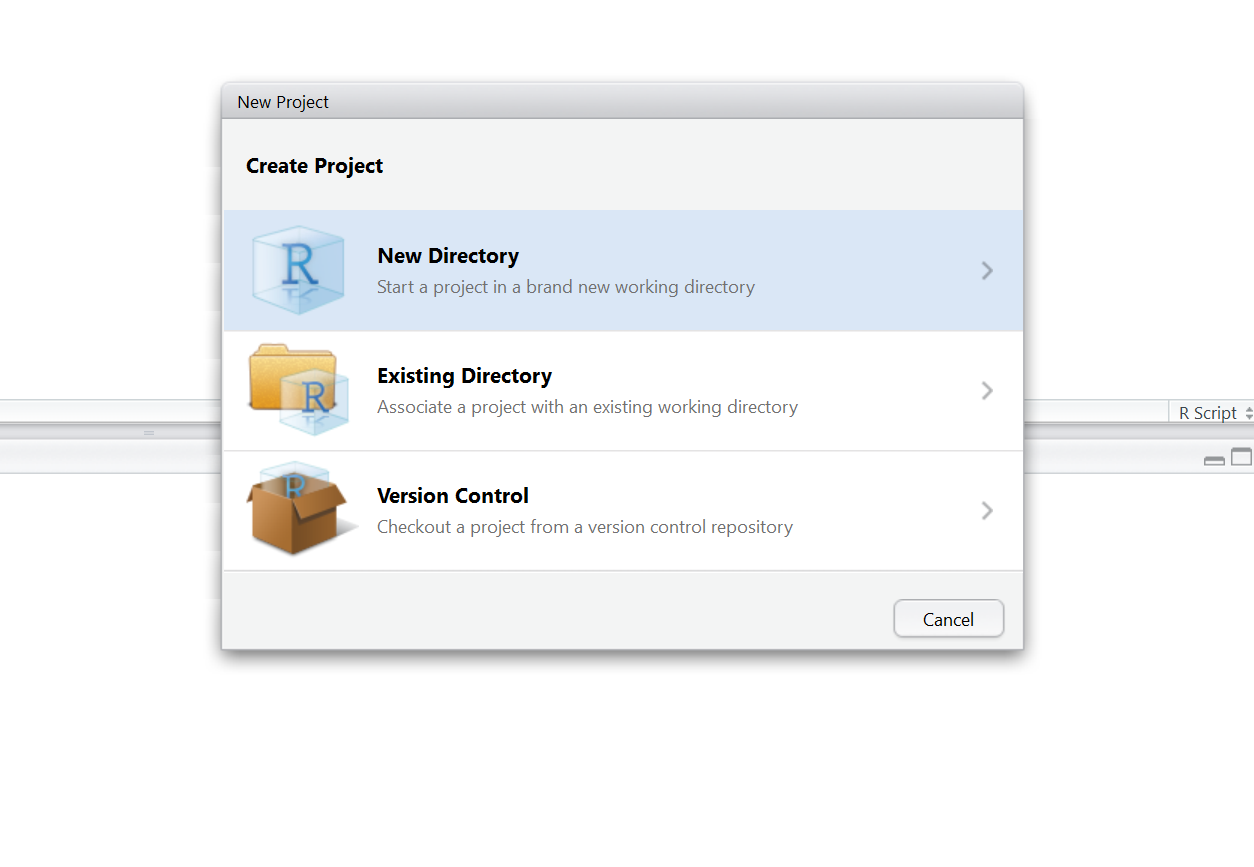 New Project
Create Project
R
New Directory
Start a project in a brand new working directory
R
Existing Directory
Associate a project with an existing working directory
R Script
R
Version Control
Checkout a project from a version control repository
Cancel